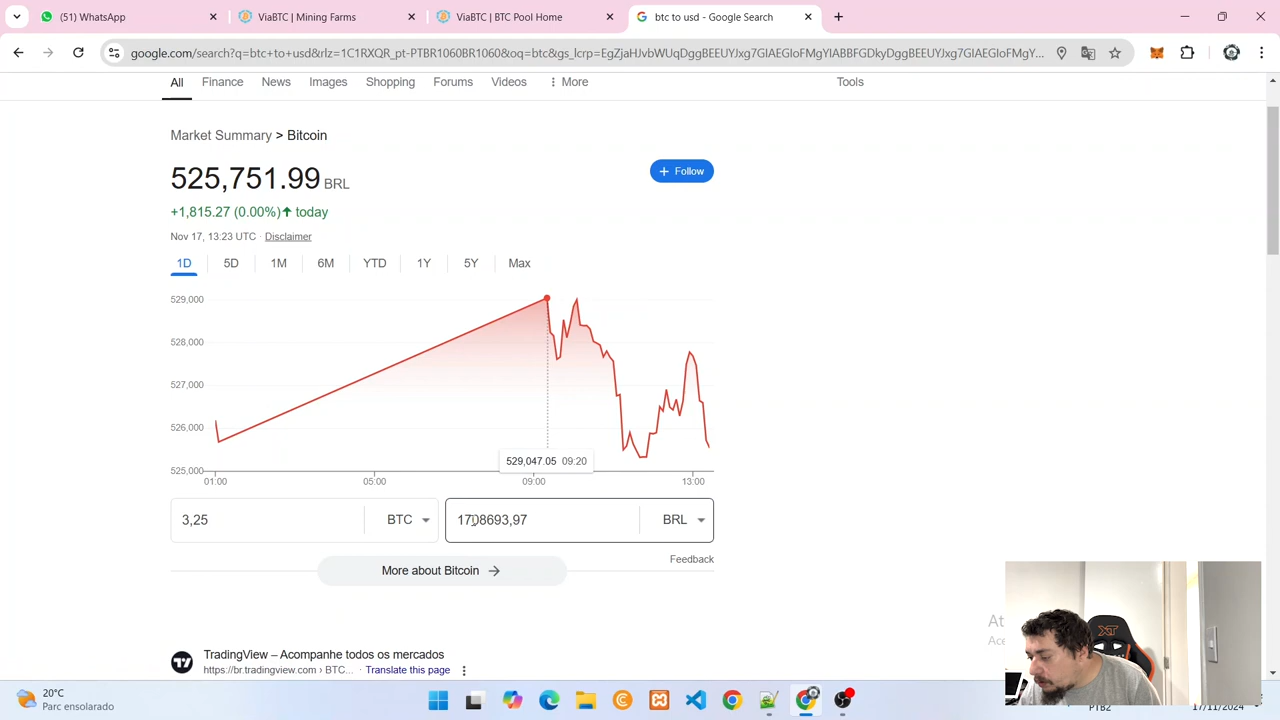 WhatsApp
ViaBTC | Mining Farms
ViaBTC | BTC Pool Home
btc to usd - Google Search
google.com/search?q=btc+to+usd&rlz=1C1RXQR_pt-PTBR1060BR1060&oq=btc&gs_lcrp=EgZjaHJvbWUqDggBEEUYJxg7GIAEGIoFMgYIABBFGDkyDggBEEUYJxg7GIAEGIoFMgY...
All Finance News Images Shopping Forums Videos More Tools
Market Summary > Bitcoin
525,751.99 BRL
+ Follow
+1,815.27 (0.00%) today
Nov 17, 13:23 UTC · Disclaimer
1D 5D 1M 6M YTD 1Y 5Y Max
529,000
528,000
527,000
526,000
525,000
529,047.05 09:20
01:00 05:00 09:00 13:00
3,25 BTC 1708693,97 BRL
Feedback
More about Bitcoin
TradingView – Acompanhe todos os mercados
https://br.tradingview.com › BTC... · Translate this page
20°C
Parc ensolarado
XT
PTB2
17/11/2024